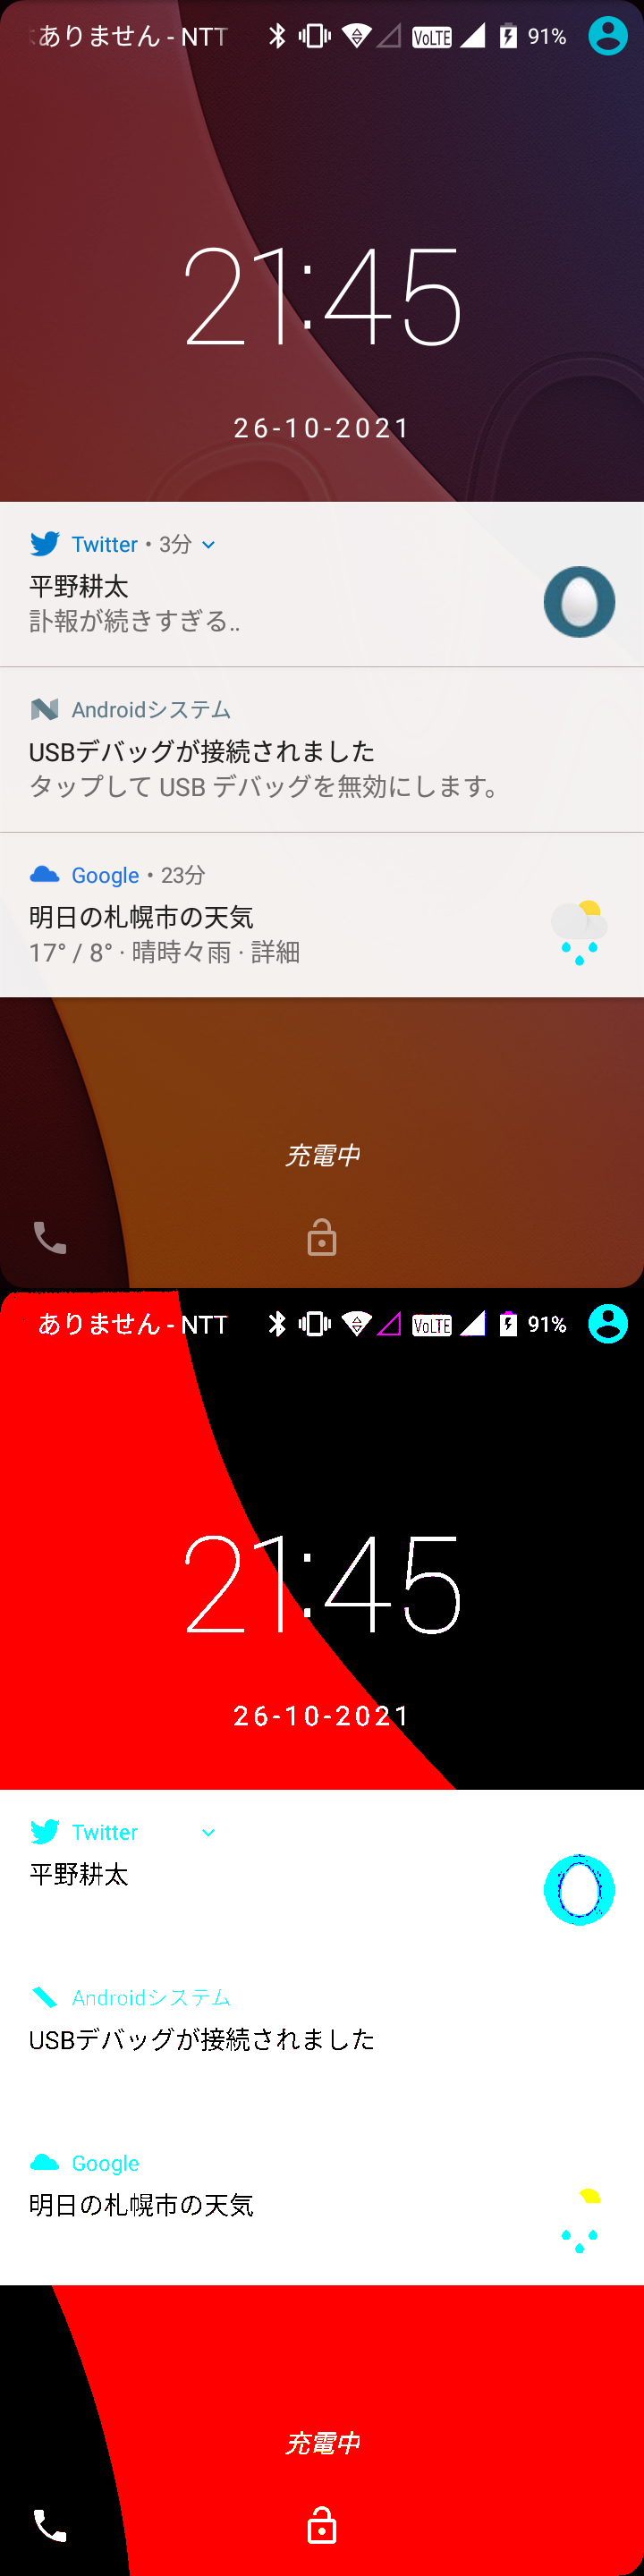 ありません - NTT VoLTE 91%
21:45
26-10-2021
Twitter • 3分
平野耕太
訃報が続きすぎる..
Androidシステム
USBデバッグが接続されました
タップして USB デバッグを無効にします。
Google • 23分
明日の札幌市の天気
17° / 8° · 晴時々雨 · 詳細
充電中
ありません - NTT VoLTE 91%
21:45
26-10-2021
Twitter
平野耕太
Androidシステム
USBデバッグが接続されました
Google
明日の札幌市の天気
充電中